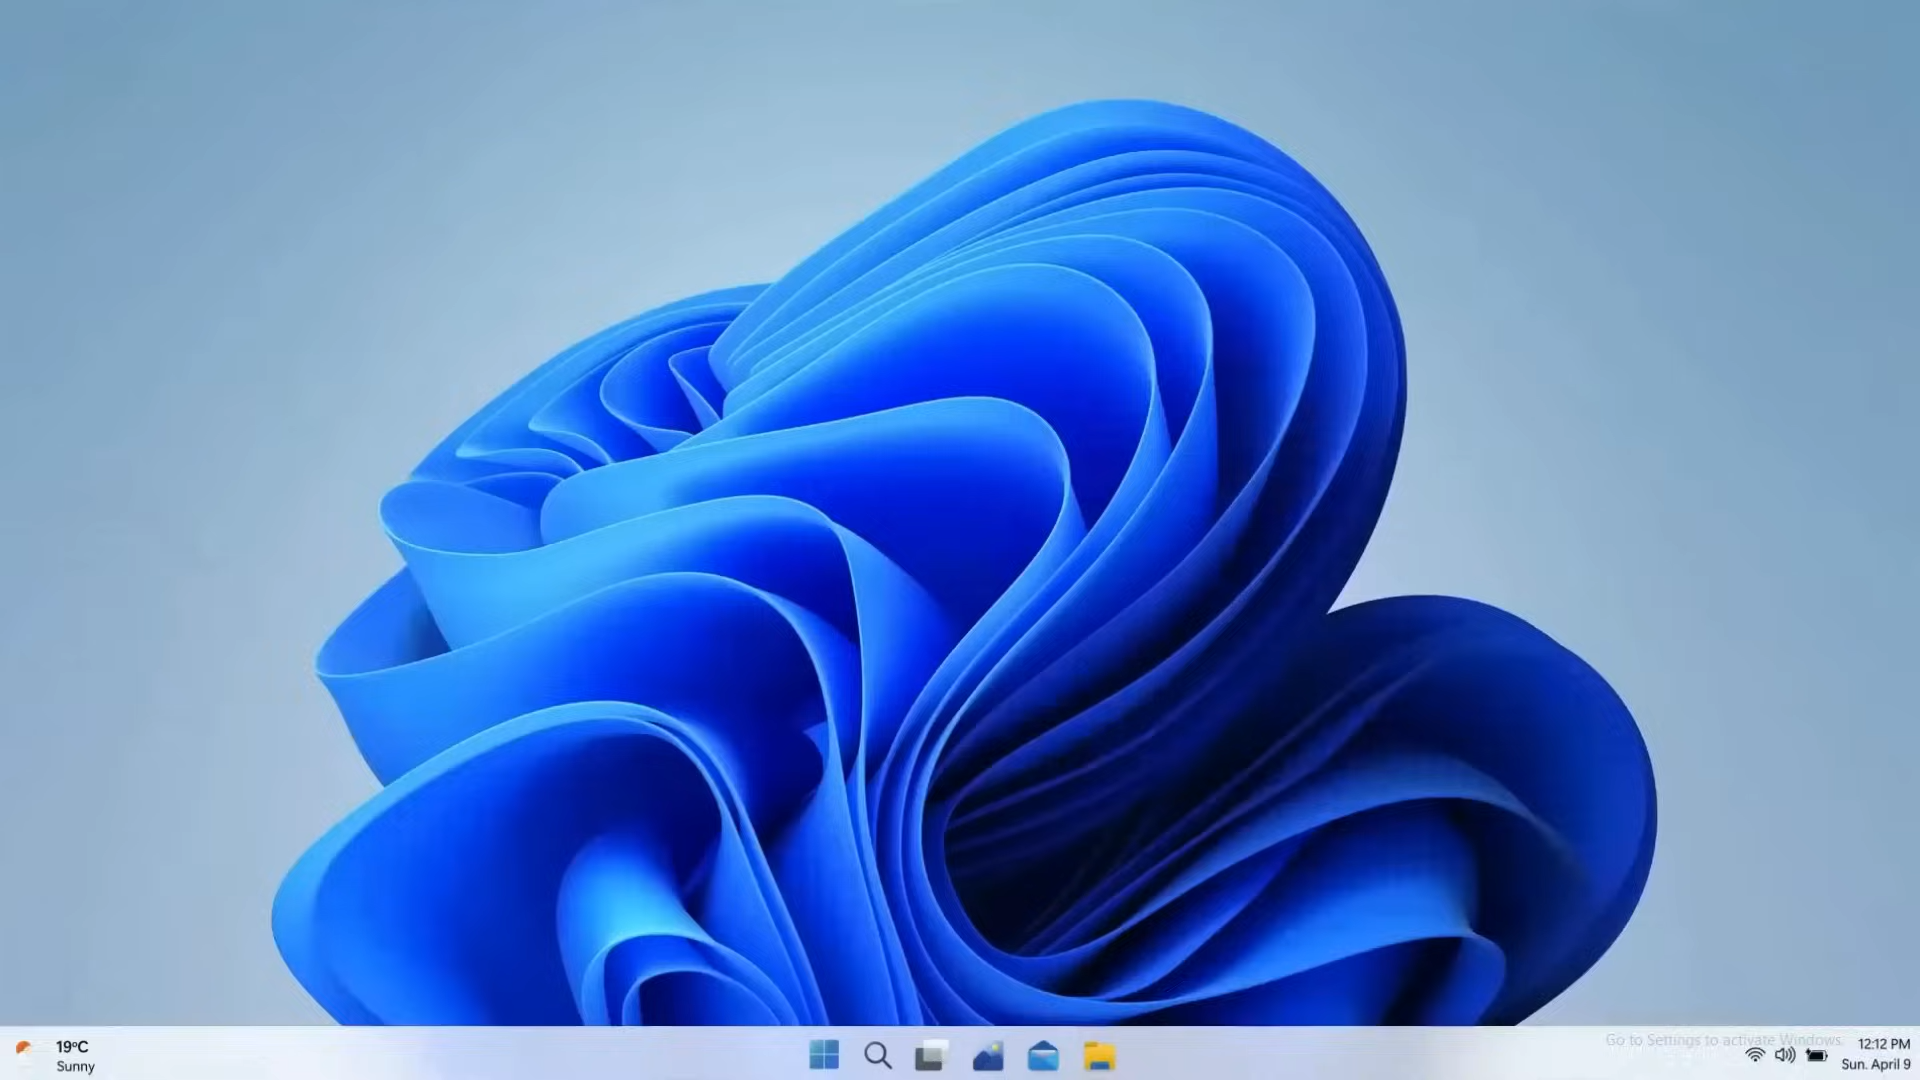 19°C
Sunny
Go to Settings to activate Windows.
12:12 PM
Sun. April 9